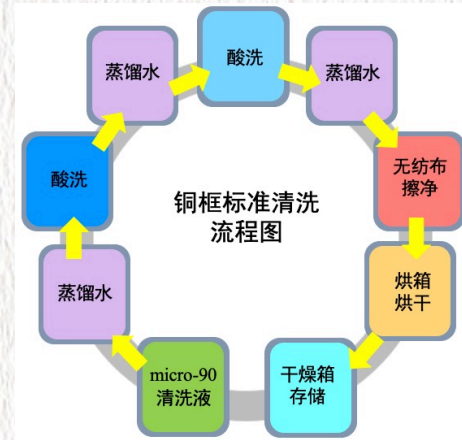 铜框标准清洗
流程图
micro-90
清洗液
蒸馏水
酸洗
蒸馏水
酸洗
蒸馏水
无纺布
擦净
烘箱
烘干
干燥箱
存储